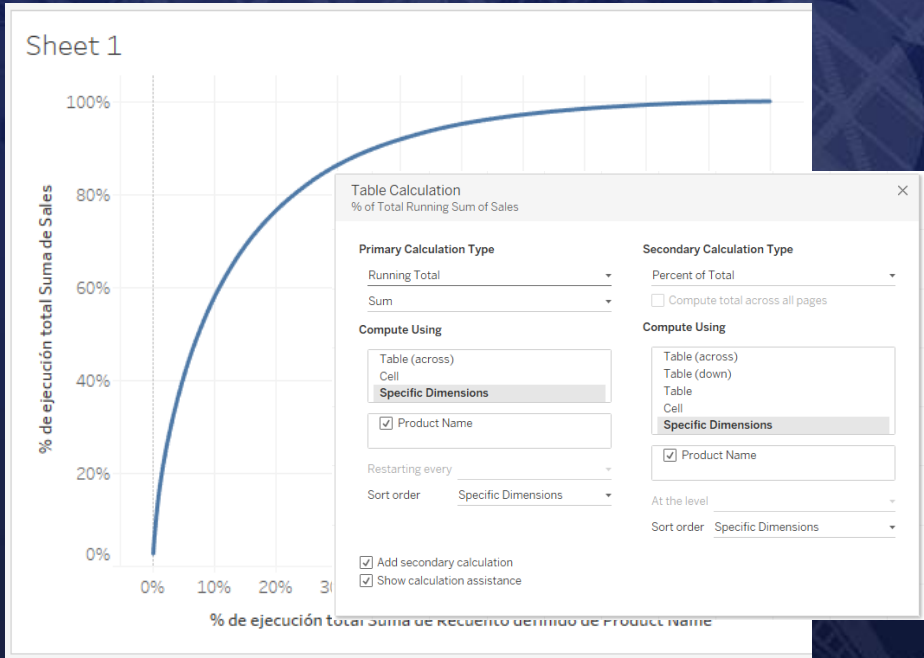 Sheet 1
100%
80%
60%
40%
20%
0%
% de ejecución total Suma de Sales
0%
10%
20%
% de ejecución total Suma de Recuento definido de Product Name
Table Calculation
% of Total Running Sum of Sales
Primary Calculation Type
Running Total
Sum
Compute Using
Table (across)
Cell
Specific Dimensions
Product Name
Restarting every
Sort order
Specific Dimensions
Add secondary calculation
Show calculation assistance
Secondary Calculation Type
Percent of Total
Compute total across all pages
Compute Using
Table (across)
Table (down)
Table
Cell
Specific Dimensions
Product Name
At the level
Sort order
Specific Dimensions